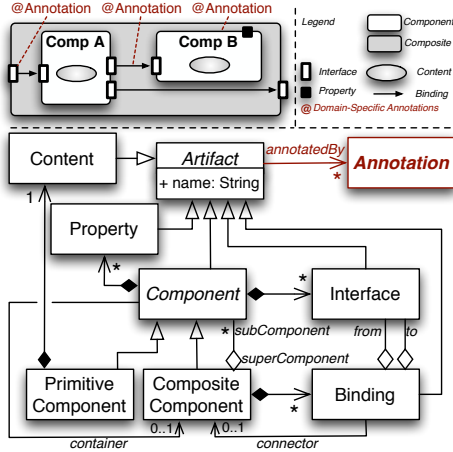 @Annotation @Annotation @Annotation
Comp A Comp B
Legend
Component
Composite
Interface Content
Property Binding
@Domain-Specific Annotations
Content Artifact annotatedBy Annotation
+ name: String *
1
Property
*
Component * Interface
* subComponent from to
superComponent
Primitive Component
Composite Component
* Binding
0..1 0..1
container connector